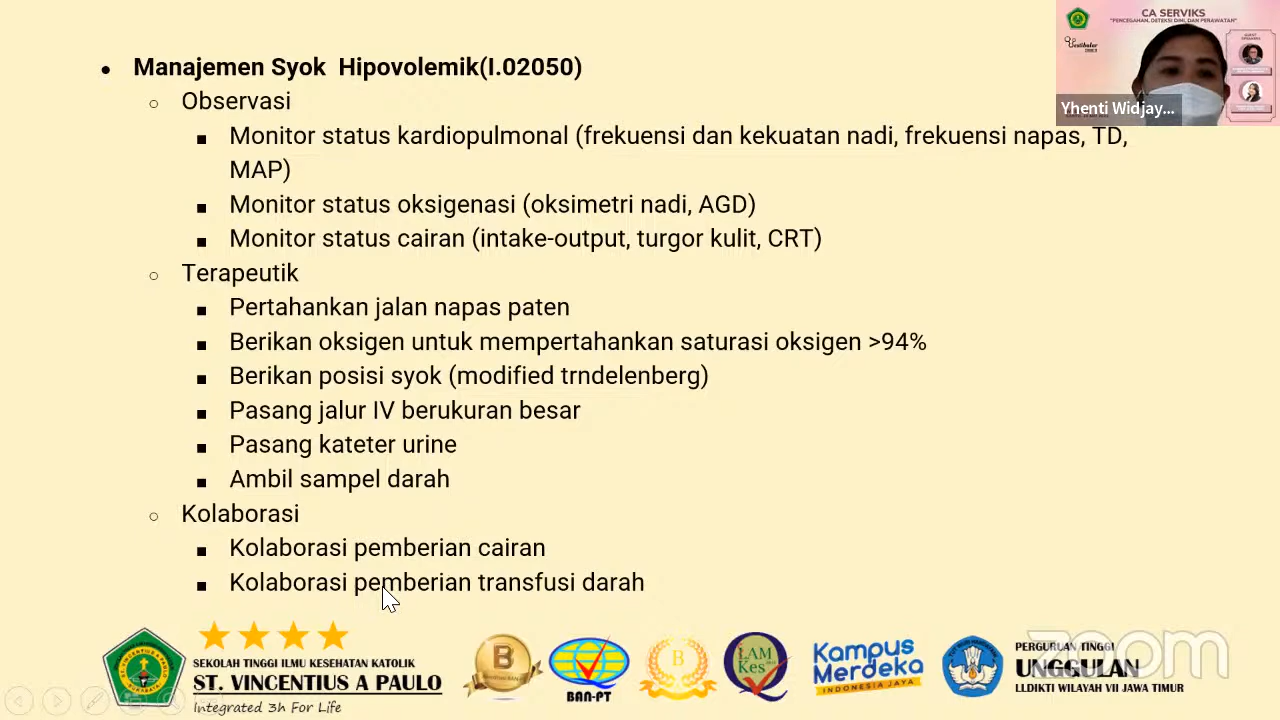 Manajemen Syok Hipovolemik(I.02050)
Observasi
Monitor status kardiopulmonal (frekuensi dan kekuatan nadi, frekuensi napas, TD,
MAP)
Monitor status oksigenasi (oksimetri nadi, AGD)
Monitor status cairan (intake-output, turgor kulit, CRT)
Terapeutik
Pertahankan jalan napas paten
Berikan oksigen untuk mempertahankan saturasi oksigen >94%
Berikan posisi syok (modified trndelenberg)
Pasang jalur IV berukuran besar
Pasang kateter urine
Ambil sampel darah
Kolaborasi
Kolaborasi pemberian cairan
Kolaborasi pemberian transfusi darah
CA SERVIKS
"PENCEGAHAN, DETEKSI DINI, DAN PERAWATAN"
Yhenti Widjay...
SEKOLAH TINGGI ILMU KESEHATAN KATOLIK
ST. VINCENTIUS A PAULO
Integrated 3h For Life
B
BAN-PT
B
LAM
Kes
Kampus
Merdeka
INDONESIA JAYA
PERGURUAN TINGGI
UNGGULAN
LLDIKTI WILAYAH VII JAWA TIMUR
zoom